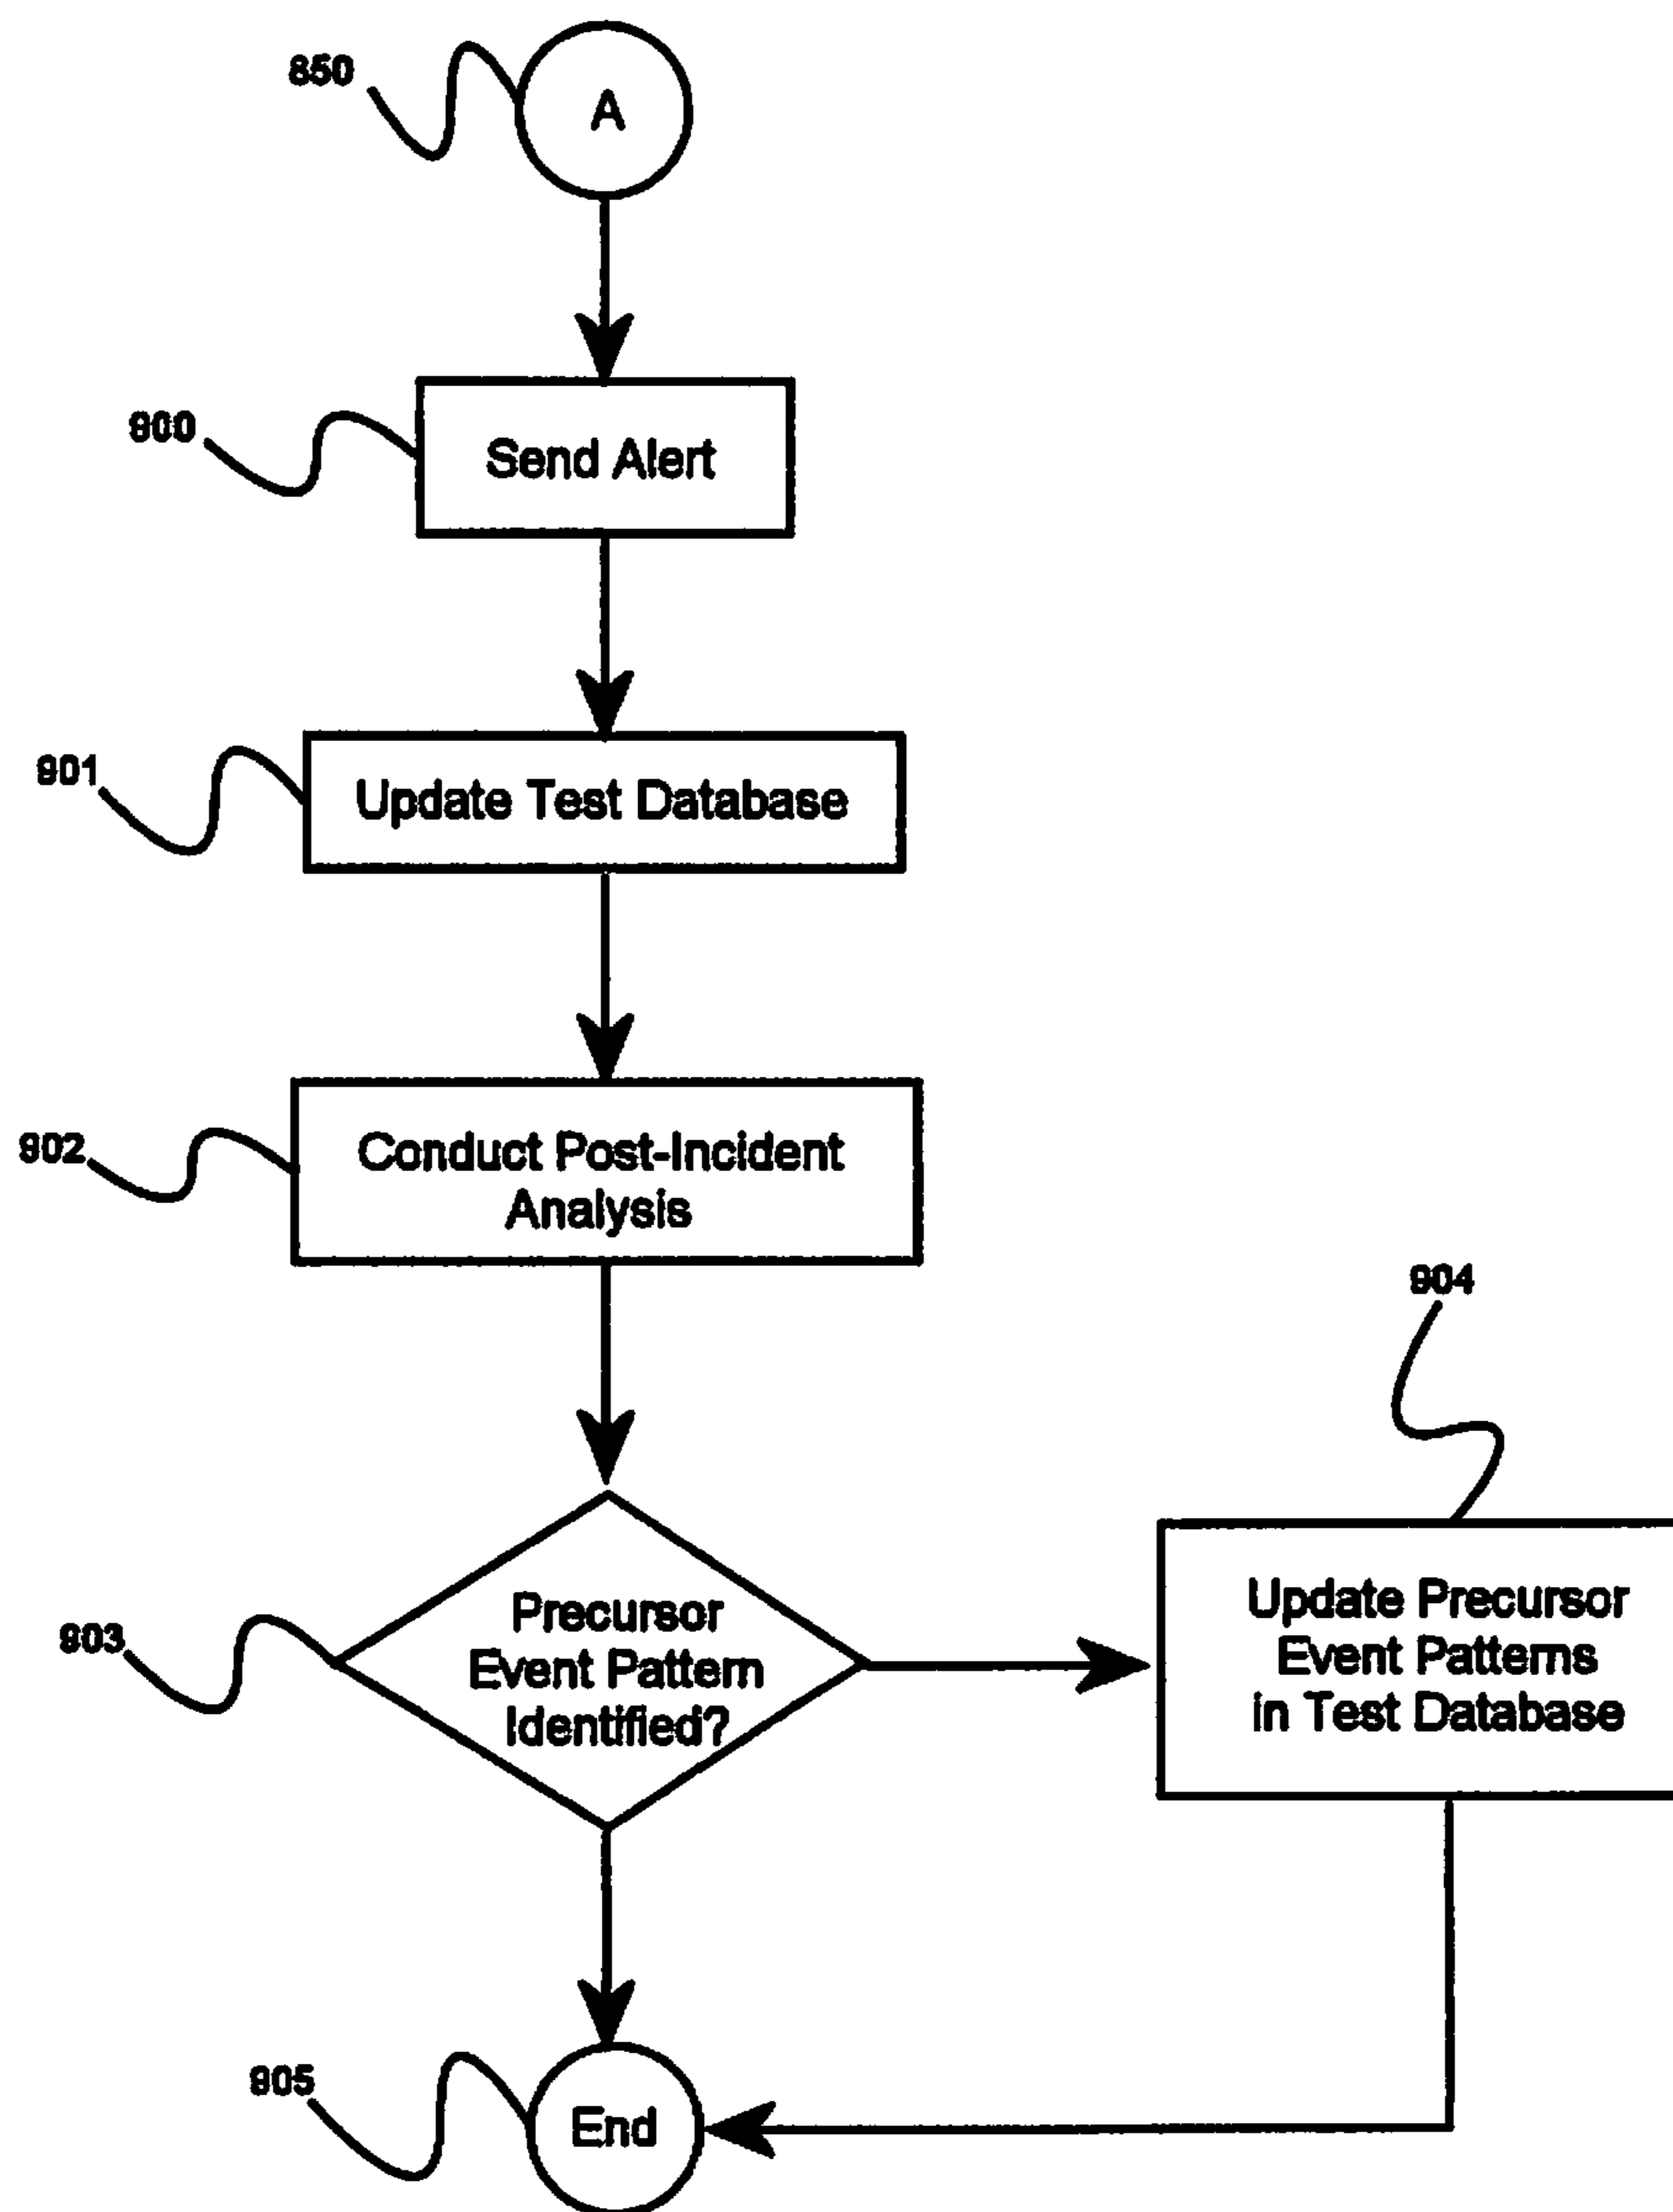 850
A
900
Send Alert
901
Update Test Database
902
Conduct Post-Incident
Analysis
904
903
Precursor
Event Pattern
Identified?
Update Precursor
Event Patterns
in Test Database
905
End